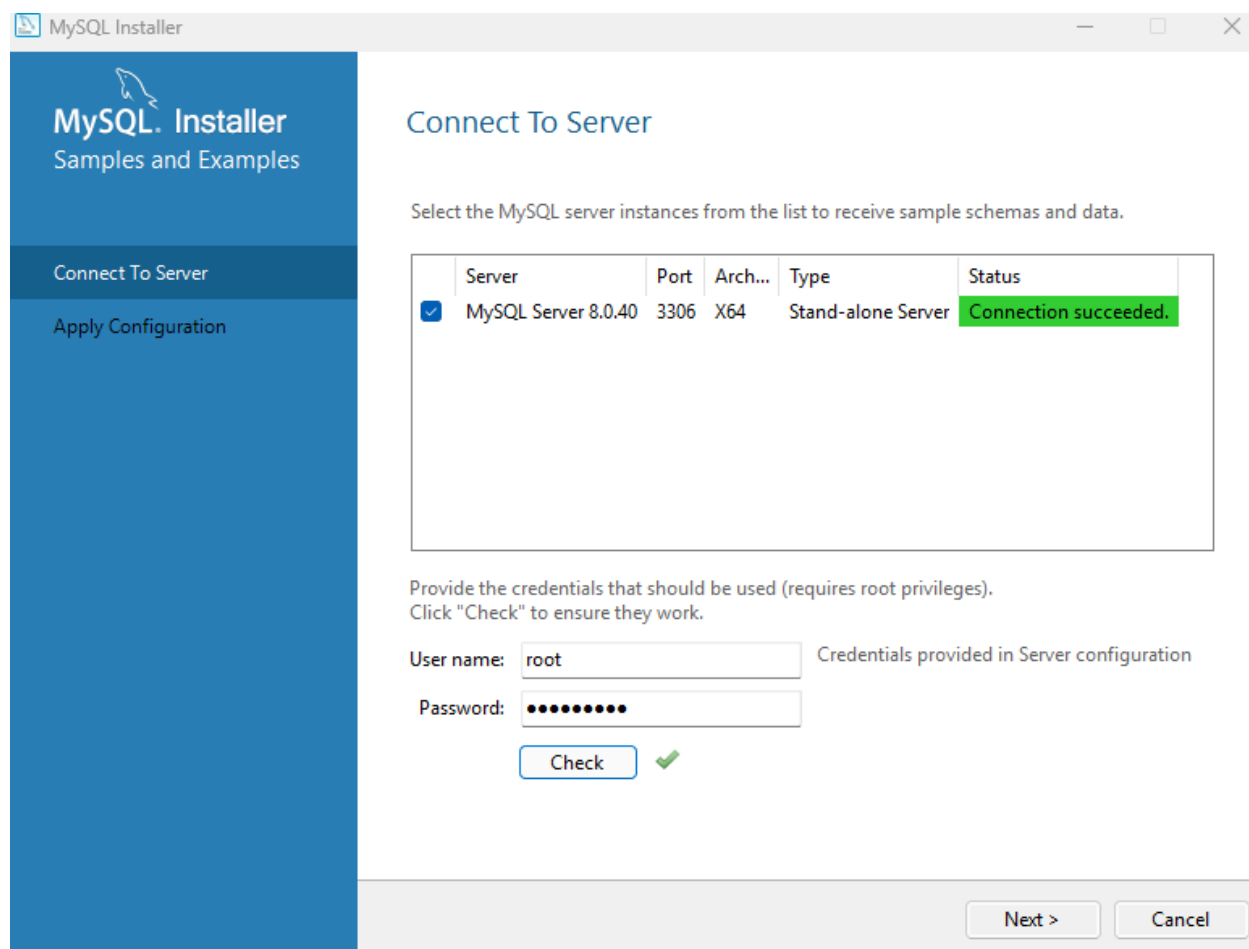 MySQL Installer
MySQL. Installer
Samples and Examples
Connect To Server
Apply Configuration
Connect To Server
Select the MySQL server instances from the list to receive sample schemas and data.
Server Port Arch... Type Status
MySQL Server 8.0.40 3306 X64 Stand-alone Server Connection succeeded.
Provide the credentials that should be used (requires root privileges).
Click "Check" to ensure they work.
User name: root Credentials provided in Server configuration
Password: ●●●●●●●●●
Check
Next > Cancel